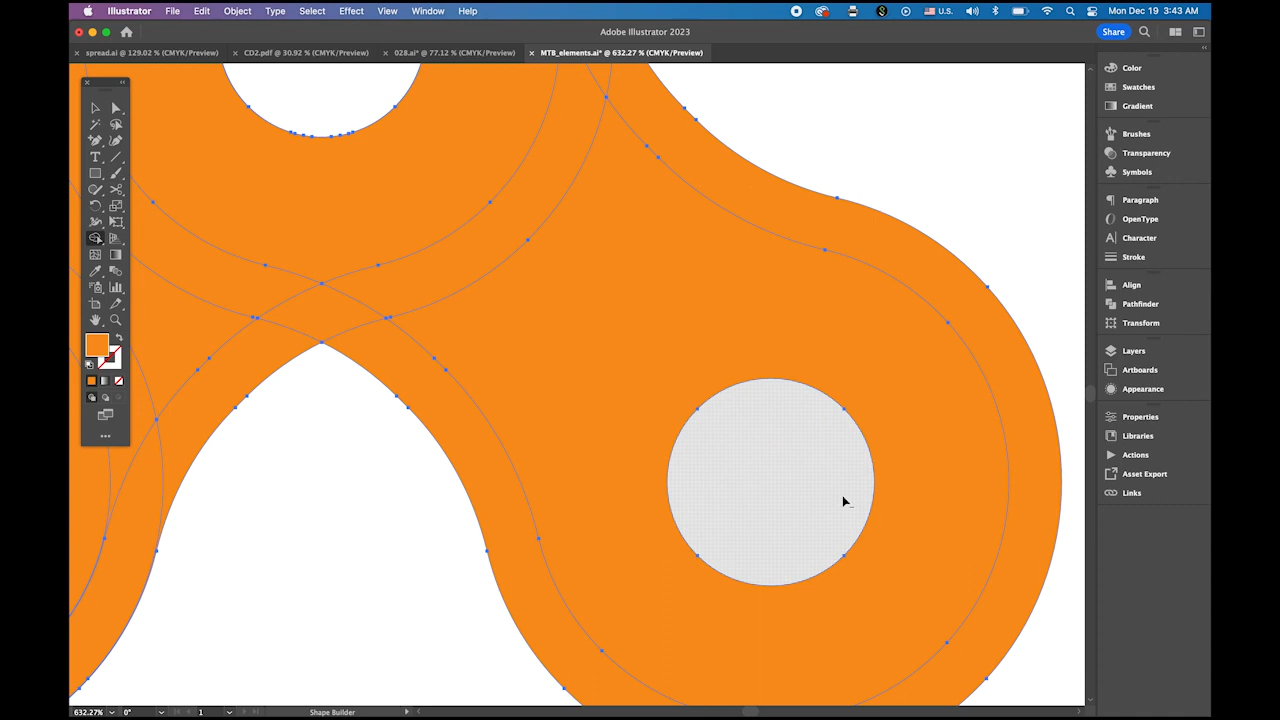 Illustrator File Edit Object Type Select Effect View Window Help U.S. Mon Dec 19 3:43 AM
Adobe Illustrator 2023
Share
× spread.ai @ 129.02 % (CMYK/Preview) × CD2.pdf @ 30.92 % (CMYK/Preview) × 028.ai* @ 77.12 % (CMYK/Preview) × MTB_elements.ai* @ 632.27 % (CMYK/Preview)
Color
Swatches
Gradient
Brushes
Transparency
Symbols
Paragraph
OpenType
Character
Stroke
Align
Pathfinder
Transform
Layers
Artboards
Appearance
Properties
Libraries
Actions
Asset Export
Links
632.27% 0° 1 Shape Builder